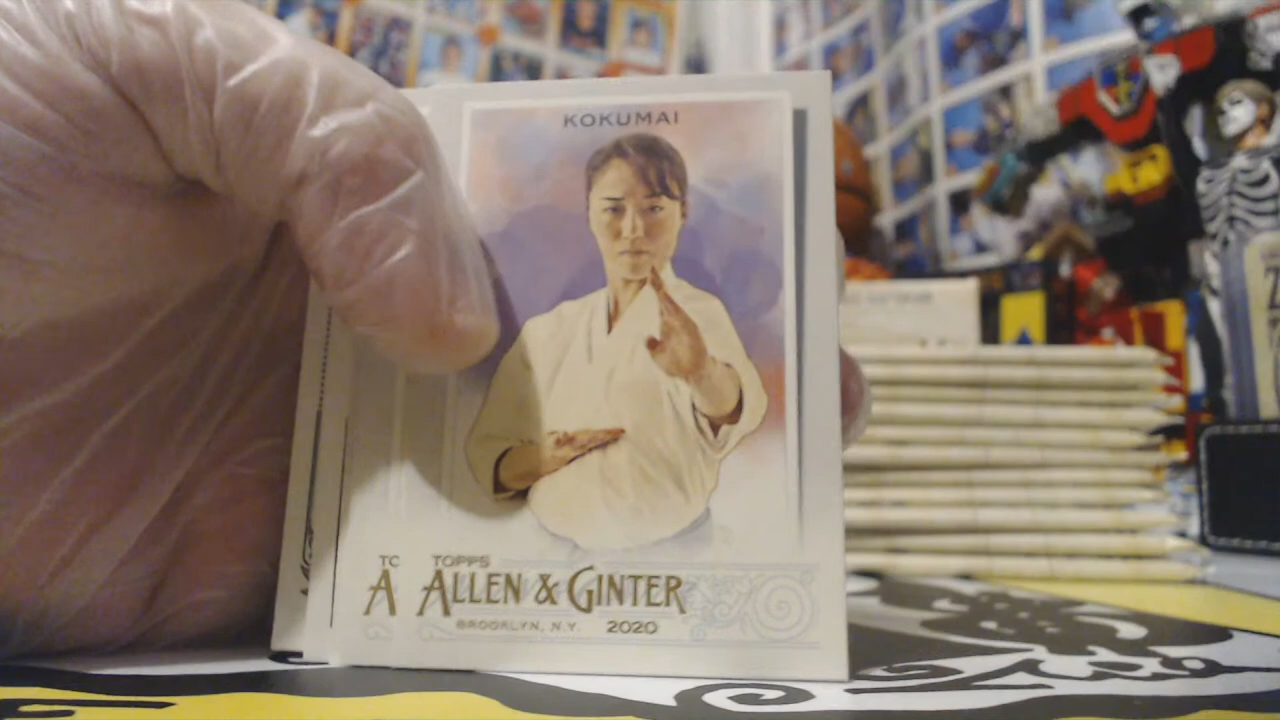 KOKUMAI
TC TOPPS
A ALLEN & GINTER
BROOKLYN, N.Y. 2020